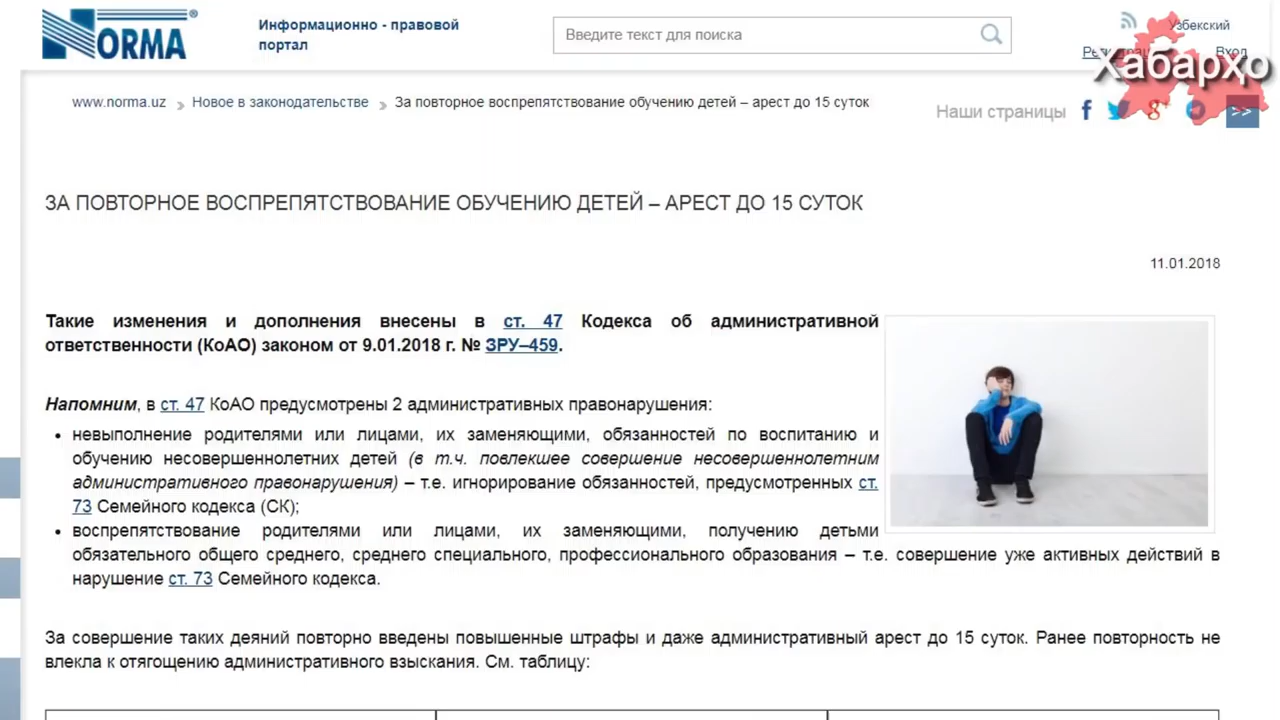 NORMA®
Информационно - правовой
портал
Введите текст для поиска
Узбекский
Вход
Хабарҳо
www.norma.uz
Новое в законодательстве
За повторное воспрепятствование обучению детей – арест до 15 суток
Наши страницы
>>
ЗА ПОВТОРНОЕ ВОСПРЕПЯТСТВОВАНИЕ ОБУЧЕНИЮ ДЕТЕЙ – АРЕСТ ДО 15 СУТОК
11.01.2018
Такие изменения и дополнения внесены в ст. 47 Кодекса об административной
ответственности (КоАО) законом от 9.01.2018 г. № ЗРУ–459.
Напомним, в ст. 47 КоАО предусмотрены 2 административных правонарушения:
• невыполнение родителями или лицами, их заменяющими, обязанностей по воспитанию и
обучению несовершеннолетних детей (в т.ч. повлекшее совершение несовершеннолетним
административного правонарушения) – т.е. игнорирование обязанностей, предусмотренных ст.
73 Семейного кодекса (СК);
• воспрепятствование родителями или лицами, их заменяющими, получению детьми
обязательного общего среднего, среднего специального, профессионального образования – т.е. совершение уже активных действий в
нарушение ст. 73 Семейного кодекса.
За совершение таких деяний повторно введены повышенные штрафы и даже административный арест до 15 суток. Ранее повторность не
влекла к отягощению административного взыскания. См. таблицу: